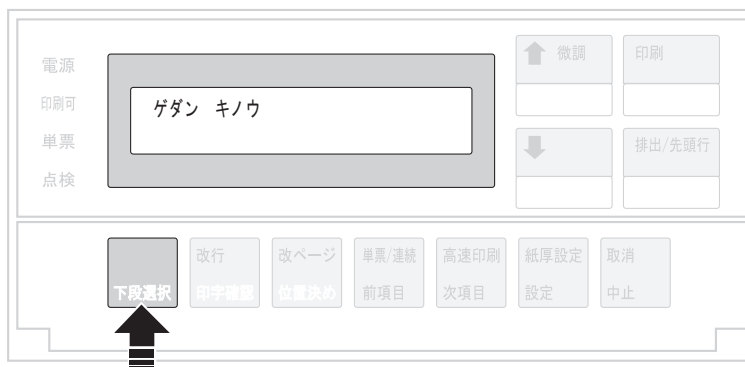 電源
印刷可
単票
点検
ゲダン キノウ
微調
印刷
排出/先頭行
下段選択
改行
印字確認
改ページ
位置決め
単票/連続
前項目
高速印刷
次項目
紙厚設定
設定
取消
中止